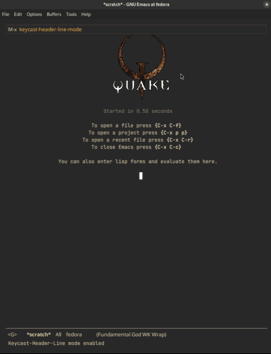 *scratch* - GNU Emacs at fedora
File Edit Options Buffers Tools Help
M-x keycast-header-line-mode
QUAKE
Started in 0.58 seconds
To open a file press {C-x C-f}
To open a project press {C-x p p}
To open a recent file press {C-x C-r}
To close Emacs press {C-x C-c}
You can also enter lisp forms and evaluate them here.
<G> *scratch* All fedora (Fundamental God WK Wrap)
Keycast-Header-Line mode enabled